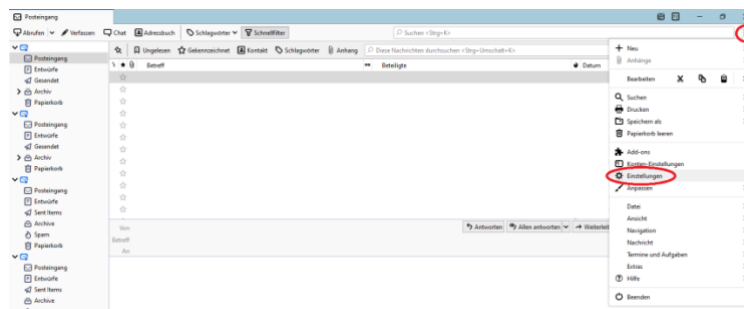 Posteingang
Abrufen Verfassen Chat Adressbuch Schlagwörter Schnellfilter Suchen <Strg+K>
Ungelesen Gekennzeichnet Kontakt Schlagwörter Anhang Diese Nachrichten durchsuchen <Strg+Umschalt+K>
Betreff Beteiligte Datum
Posteingang
Entwürfe
Gesendet
Archiv
Papierkorb
Posteingang
Entwürfe
Gesendet
Archiv
Papierkorb
Posteingang
Entwürfe
Sent Items
Archive
Spam
Papierkorb
Posteingang
Entwürfe
Sent Items
Archive
Von
Antworten Allen antworten
Betreff
An
Neu
Anhänge
Bearbeiten
Suchen
Drucken
Speichern als
Papierkorb leeren
Add-ons
Konten-Einstellungen
Einstellungen
Anpassen
Datei
Ansicht
Navigation
Nachricht
Termine und Aufgaben
Extras
Hilfe
Beenden